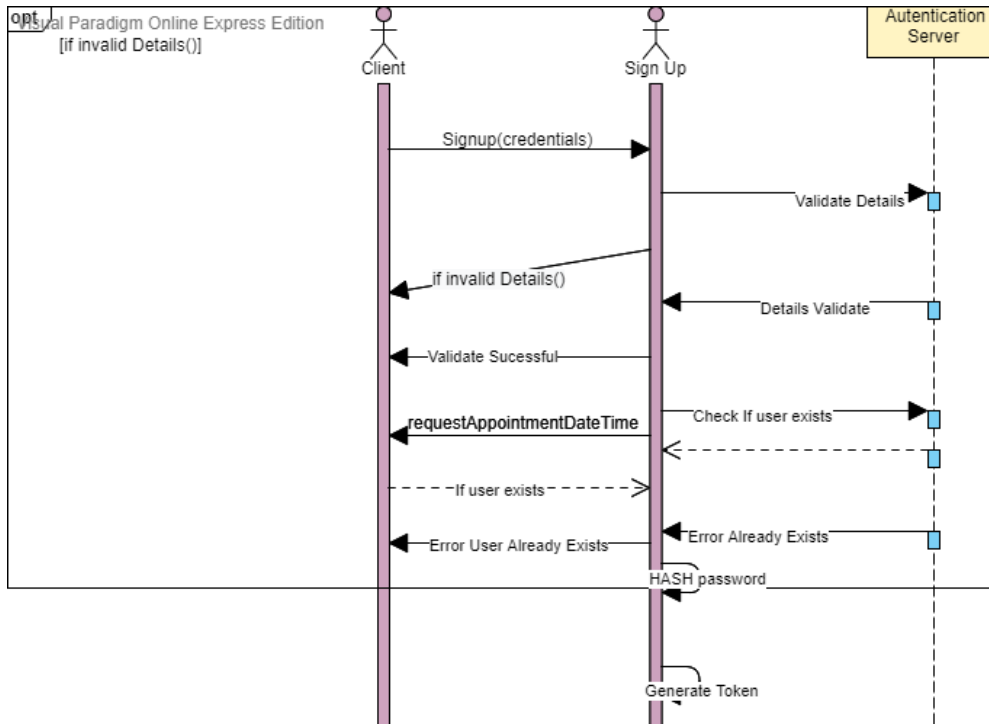 opt
Visual Paradigm Online Express Edition
[if invalid Details()]
Client
Sign Up
Autentication
Server
Signup(credentials)
Validate Details
if invalid Details()
Details Validate
Validate Sucessful
Check If user exists
requestAppointmentDateTime
If user exists
Error Already Exists
Error User Already Exists
HASH password
Generate Token